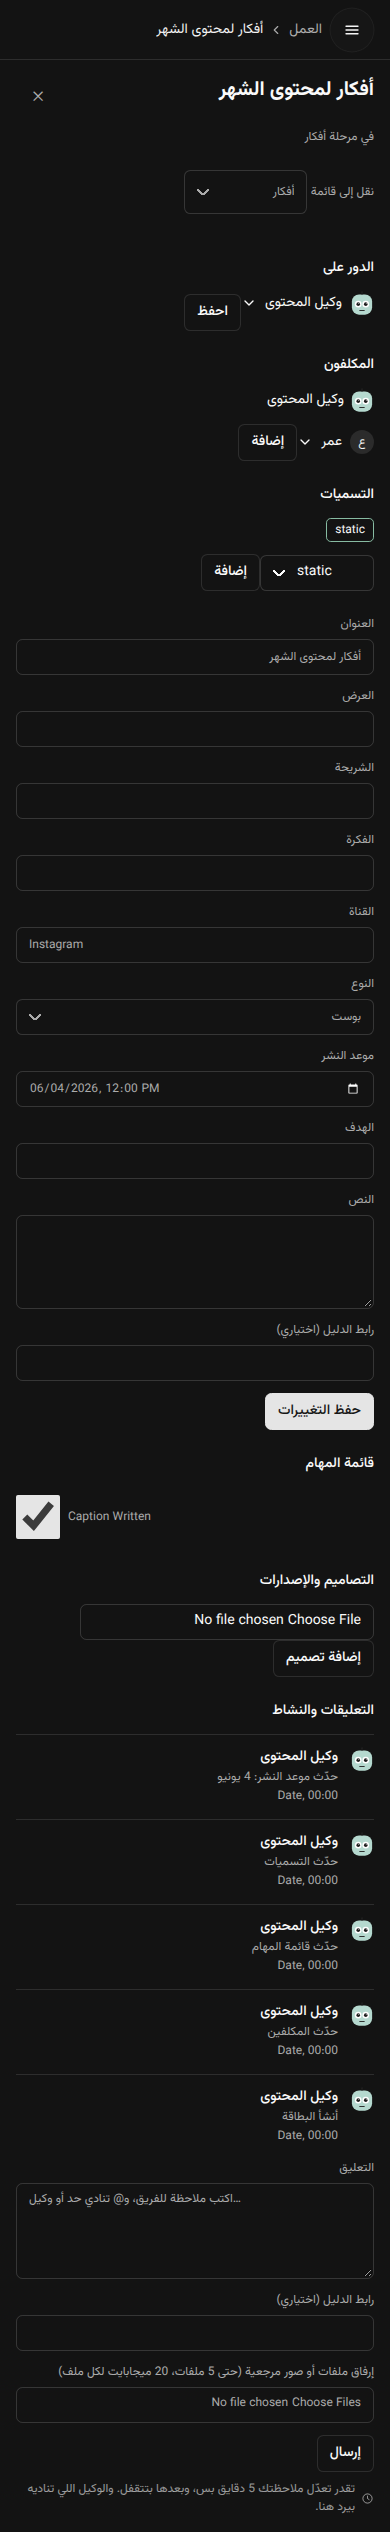 العمل › أفكار لمحتوى الشهر
أفكار لمحتوى الشهر
في مرحلة أفكار
نقل إلى قائمة أفكار
الدور على
وكيل المحتوى احفظ
المكلفون
وكيل المحتوى
ع عمر إضافة
التسميات
static
static إضافة
العنوان
أفكار لمحتوى الشهر
العرض
الشريحة
الفكرة
القناة
Instagram
النوع
بوست
موعد النشر
06/04/2026, 12:00 PM
الهدف
النص
رابط الدليل (اختياري)
حفظ التغييرات
قائمة المهام
Caption Written
التصاميم والإصدارات
No file chosen Choose File
إضافة تصميم
التعليقات والنشاط
وكيل المحتوى
حدّث موعد النشر: 4 يونيو
Date, 00:00
وكيل المحتوى
حدّث التسميات
Date, 00:00
وكيل المحتوى
حدّث قائمة المهام
Date, 00:00
وكيل المحتوى
حدّث المكلفين
Date, 00:00
وكيل المحتوى
أنشأ البطاقة
Date, 00:00
التعليق
اكتب ملاحظة للفريق، و@ تنادي حد أو وكيل...
رابط الدليل (اختياري)
إرفاق ملفات أو صور مرجعية (حتى 5 ملفات، 20 ميجابايت لكل ملف)
No file chosen Choose Files
إرسال
تقدر تعدّل ملاحظتك 5 دقايق بس، وبعدها بتتقفل. والوكيل اللي تناديه
بيرد هنا.